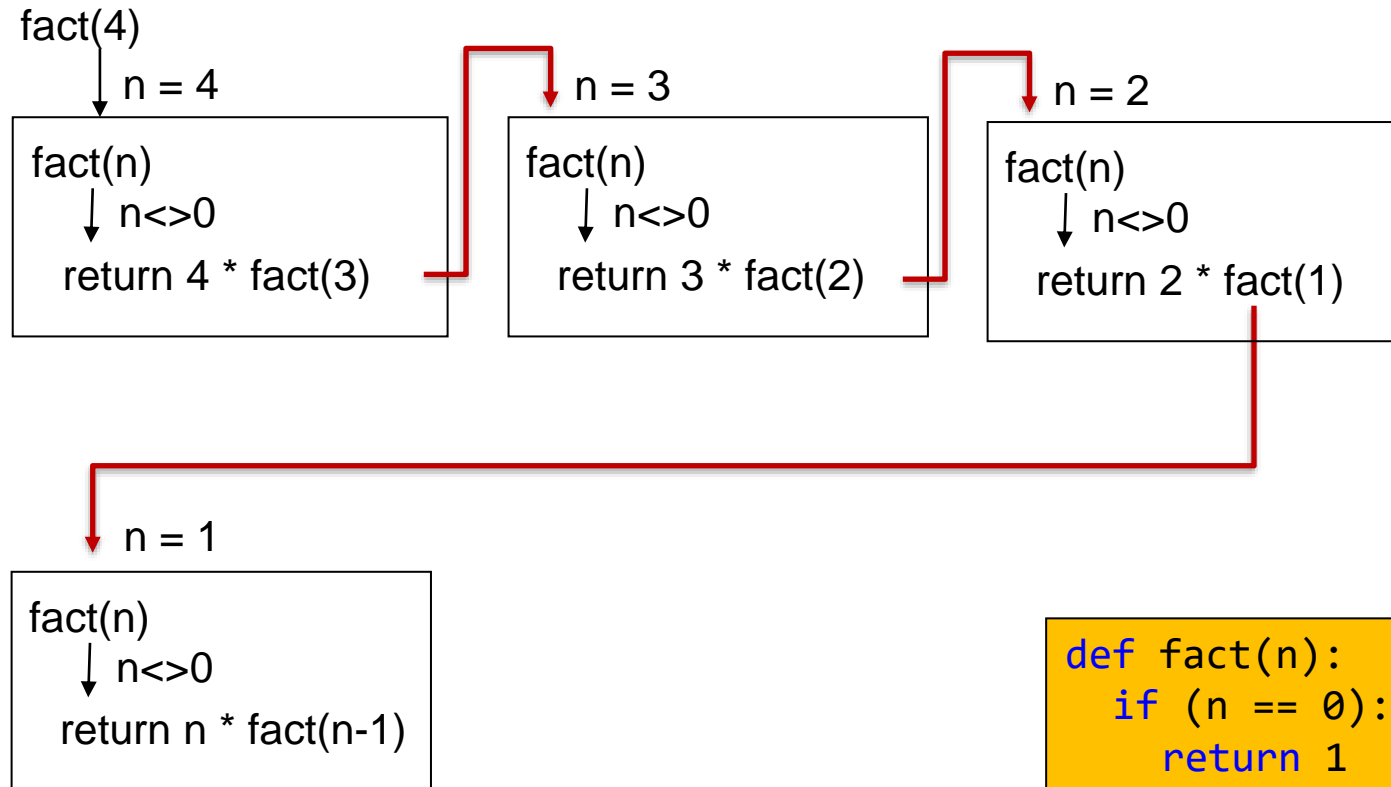 fact(4)
n = 4
fact(n)
n<>0
return 4 * fact(3)
n = 3
fact(n)
n<>0
return 3 * fact(2)
n = 2
fact(n)
n<>0
return 2 * fact(1)
n = 1
fact(n)
n<>0
return n * fact(n-1)
def fact(n):
if (n == 0):
return 1